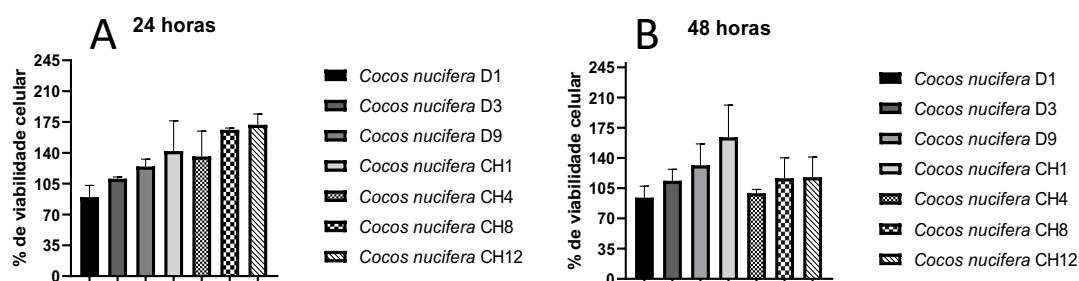 A 24 horas
% de viabilidade celular
245
210
175
140
105
70
35
0
Cocos nucifera D1
Cocos nucifera D3
Cocos nucifera D9
Cocos nucifera CH1
Cocos nucifera CH4
Cocos nucifera CH8
Cocos nucifera CH12
B 48 horas
% de viabilidade celular
245
210
175
140
105
70
35
0
Cocos nucifera D1
Cocos nucifera D3
Cocos nucifera D9
Cocos nucifera CH1
Cocos nucifera CH4
Cocos nucifera CH8
Cocos nucifera CH12